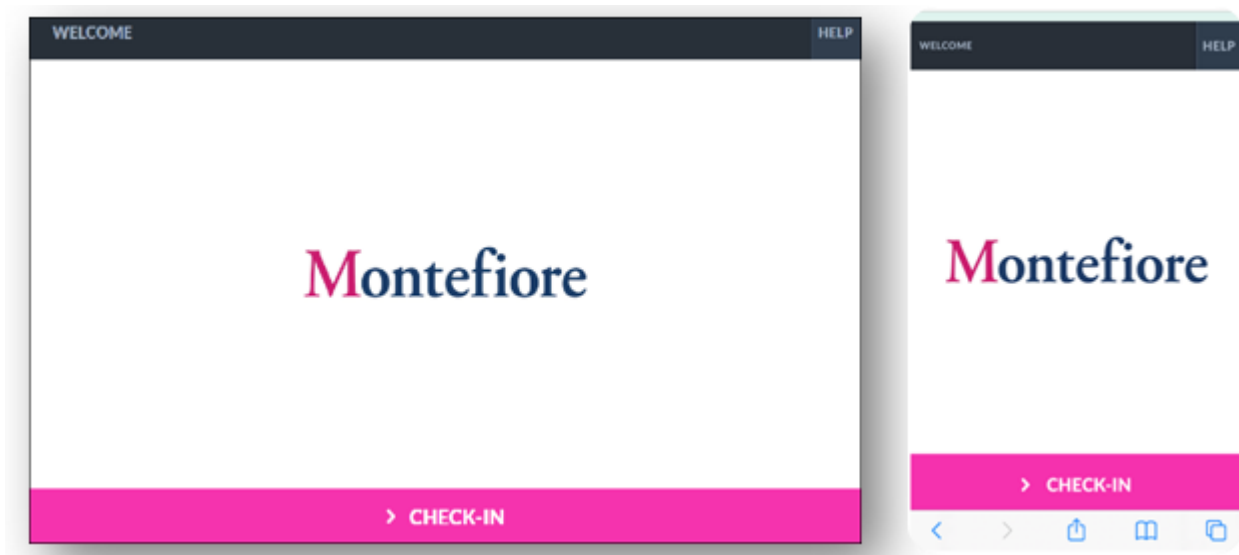 WELCOME
HELP
Montefiore
> CHECK-IN
WELCOME
HELP
Montefiore
> CHECK-IN